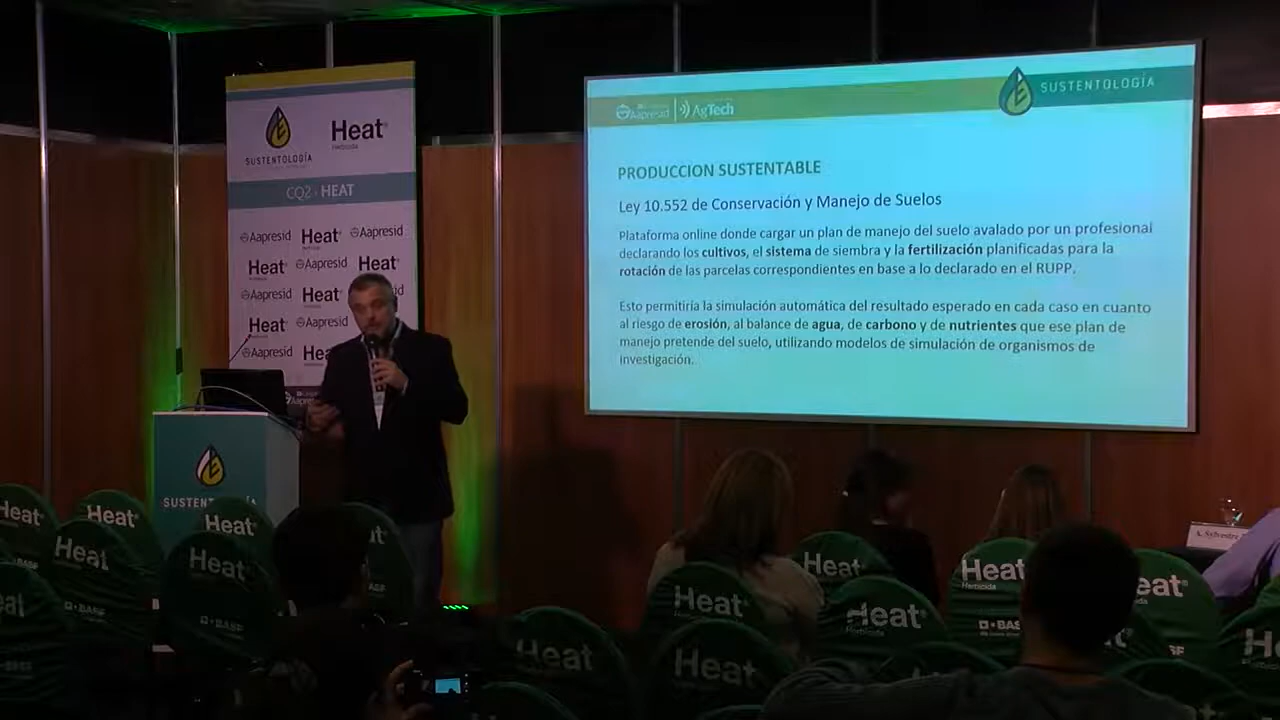 SUSTENTOLOGÍA
Heat®
Herbicida
CO2 - HEAT
Aapresid Heat® Aapresid
Heat® Aapresid Heat®
Aapresid Heat®
Heat® Aapresid
Aapresid
SUSTENTOLOGÍA
Aapresid AgTech
PRODUCCION SUSTENTABLE
Ley 10.552 de Conservación y Manejo de Suelos
Plataforma online donde cargar un plan de manejo del suelo avalado por un profesional
declarando los cultivos, el sistema de siembra y la fertilización planificadas para la
rotación de las parcelas correspondientes en base a lo declarado en el RUPP.
Esto permitiría la simulación automática del resultado esperado en cada caso en cuanto
al riesgo de erosión, al balance de agua, de carbono y de nutrientes que ese plan de
manejo pretende del suelo, utilizando modelos de simulación de organismos de
investigación.
Heat®
Heat®
Heat®
Heat®
Heat®
BASF
BASF
Heat®
Heat®
Heat®
Heat®
Herbicida
BASF
Heat®
Heat®
A. Sylvestre